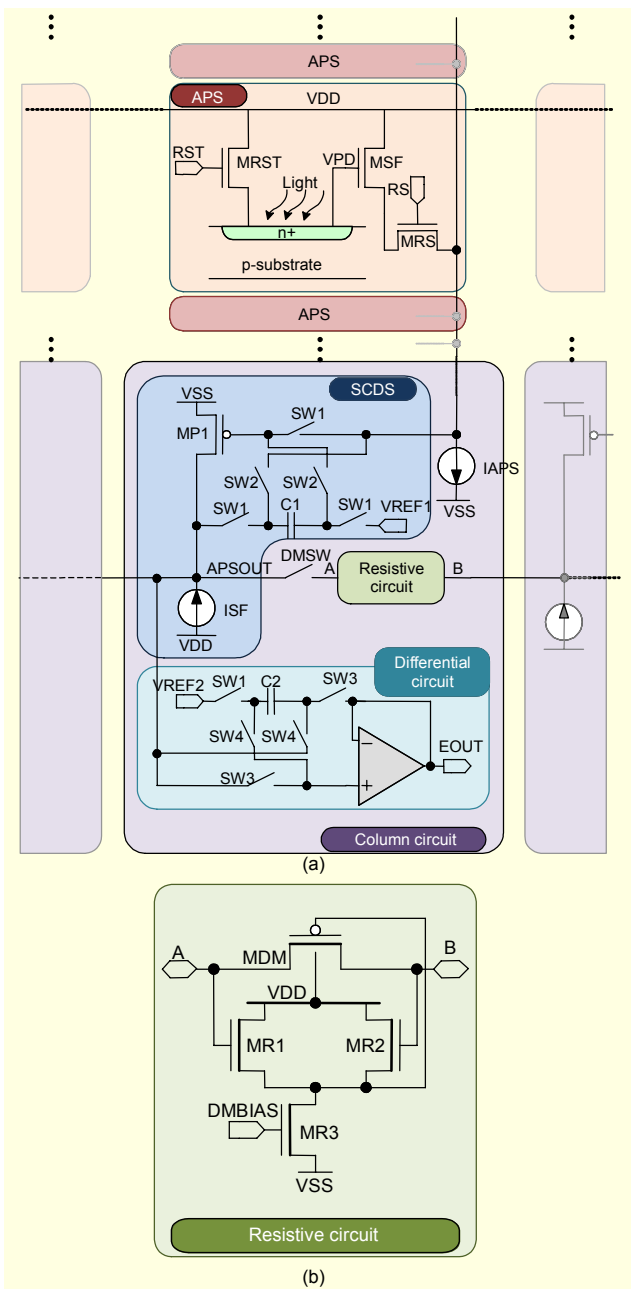 APS
APS
VDD
RST
MRST
VPD
MSF
Light
RS
n+
MRS
p-substrate
APS
SCDS
VSS
SW1
MP1
IAPS
SW2
SW2
C1
SW1
SW1
VREF1
VSS
DMSW
APSOUT
A
Resistive
circuit
B
ISF
VDD
Differential
circuit
SW1
C2
SW3
VREF2
SW4
SW4
EOUT
SW3
−
+
Column circuit
(a)
A
B
MDM
VDD
MR1
MR2
DMBIAS
MR3
VSS
Resistive circuit
(b)